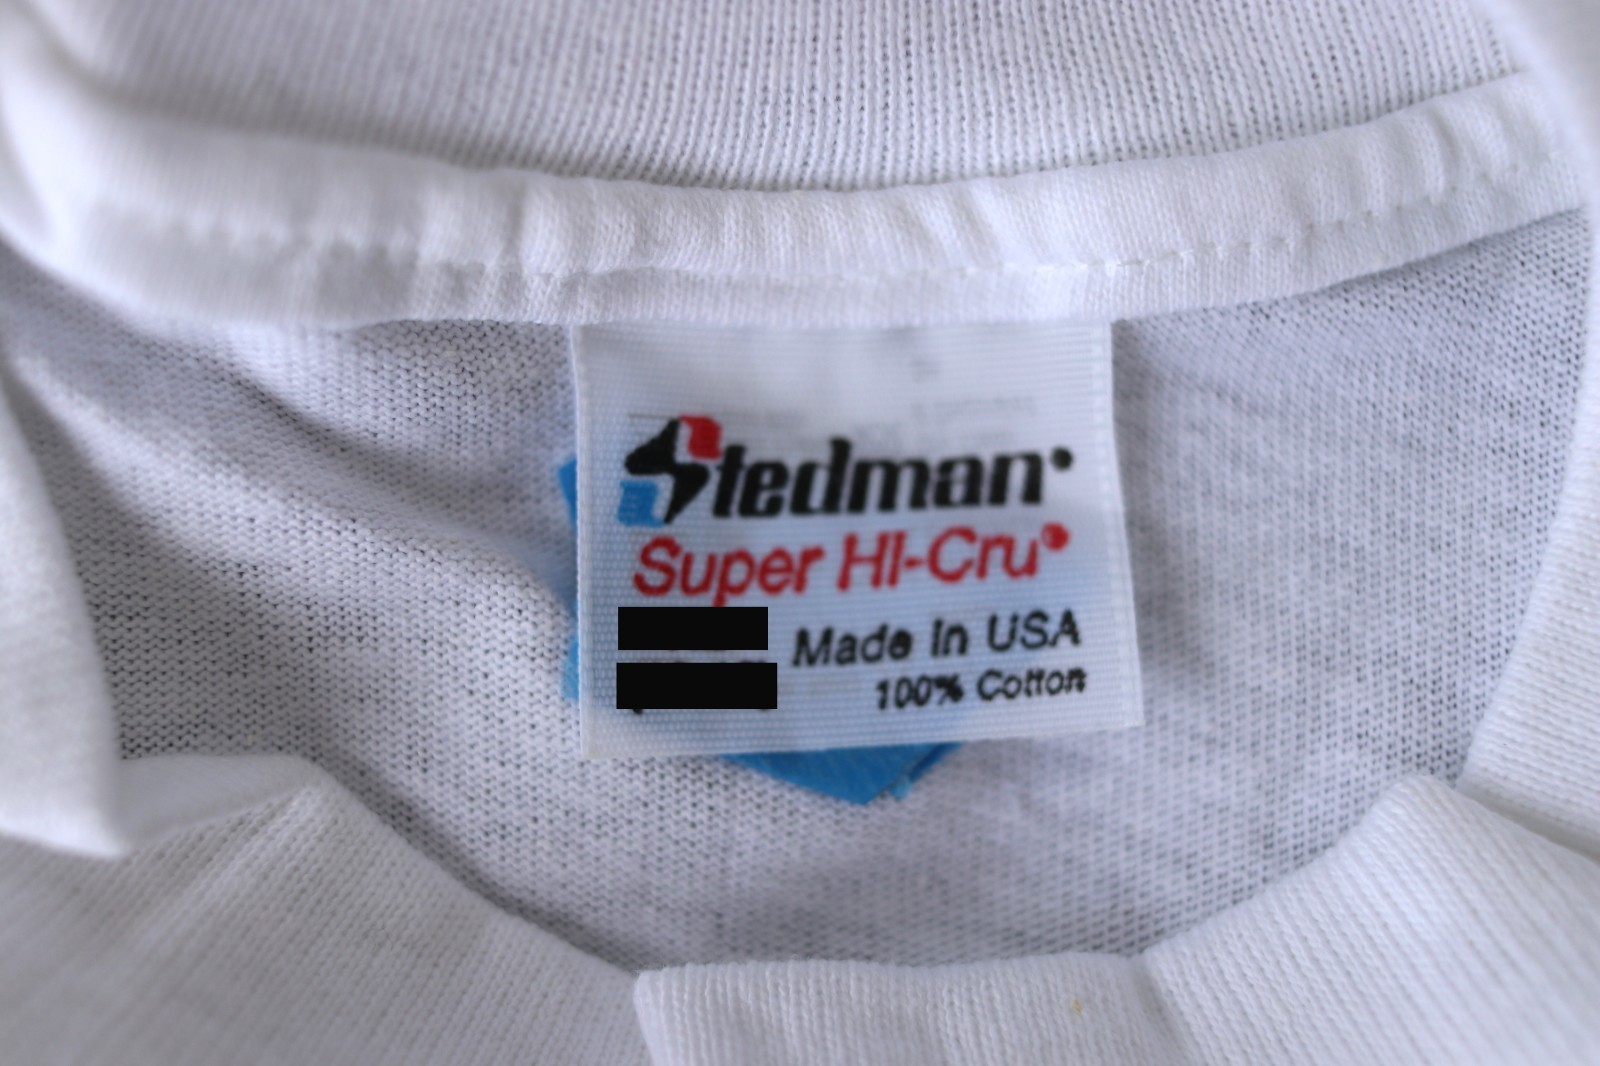 Stedman
Super HI-Cru
Made in USA
100% Cotton